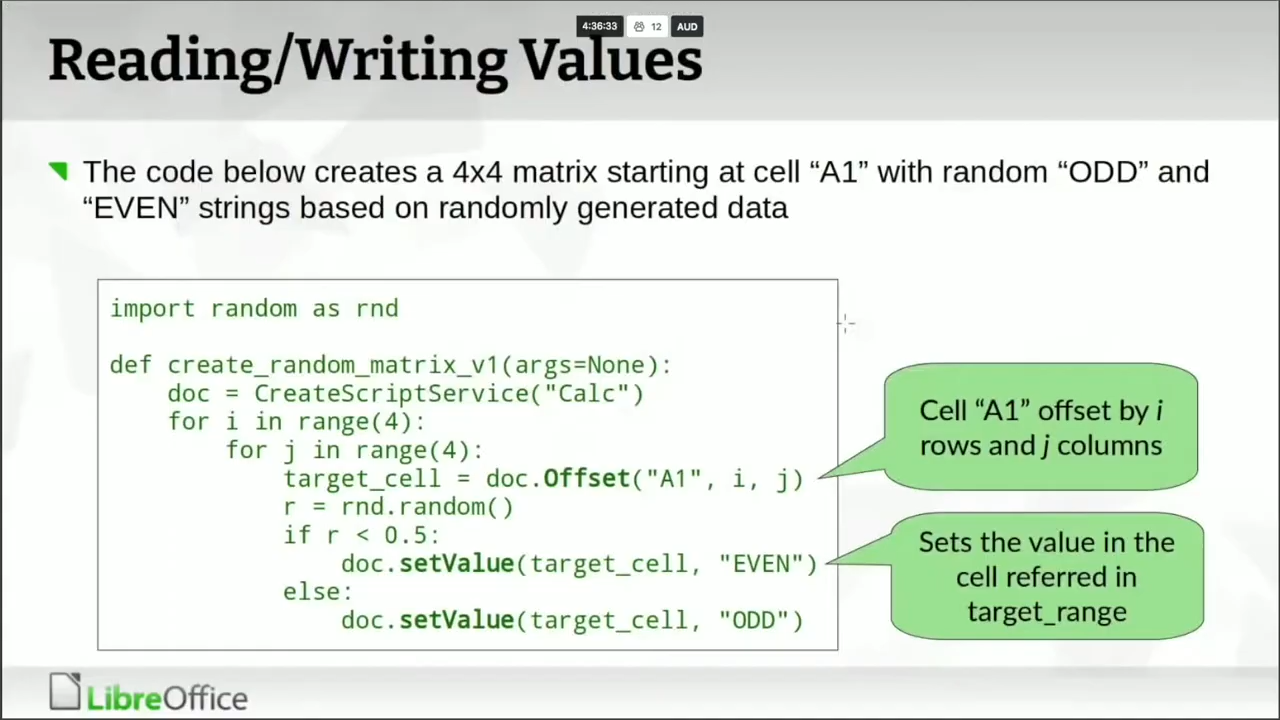 4:36:33 12 AUD
Reading/Writing Values
The code below creates a 4x4 matrix starting at cell “A1” with random “ODD” and
“EVEN” strings based on randomly generated data
import random as rnd
def create_random_matrix_v1(args=None):
    doc = CreateScriptService("Calc")
    for i in range(4):
        for j in range(4):
            target_cell = doc.Offset("A1", i, j)
            r = rnd.random()
            if r < 0.5:
                doc.setValue(target_cell, "EVEN")
            else:
                doc.setValue(target_cell, "ODD")
Cell “A1” offset by i
rows and j columns
Sets the value in the
cell referred in
target_range
LibreOffice